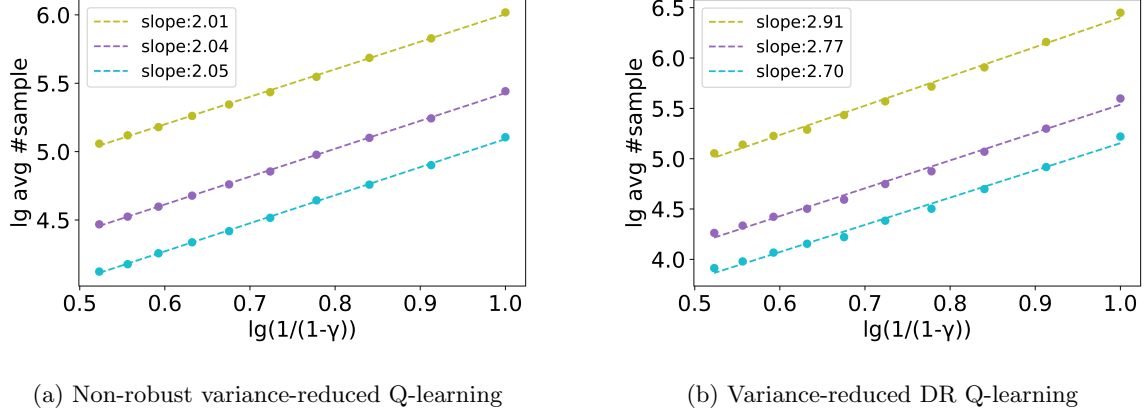 6.0
5.5
5.0
4.5
lg avg #sample
slope:2.01
slope:2.04
slope:2.05
0.5 0.6 0.7 0.8 0.9 1.0
lg(1/(1-γ))
(a) Non-robust variance-reduced Q-learning
6.5
6.0
5.5
5.0
4.5
4.0
lg avg #sample
slope:2.91
slope:2.77
slope:2.70
0.5 0.6 0.7 0.8 0.9 1.0
lg(1/(1-γ))
(b) Variance-reduced DR Q-learning